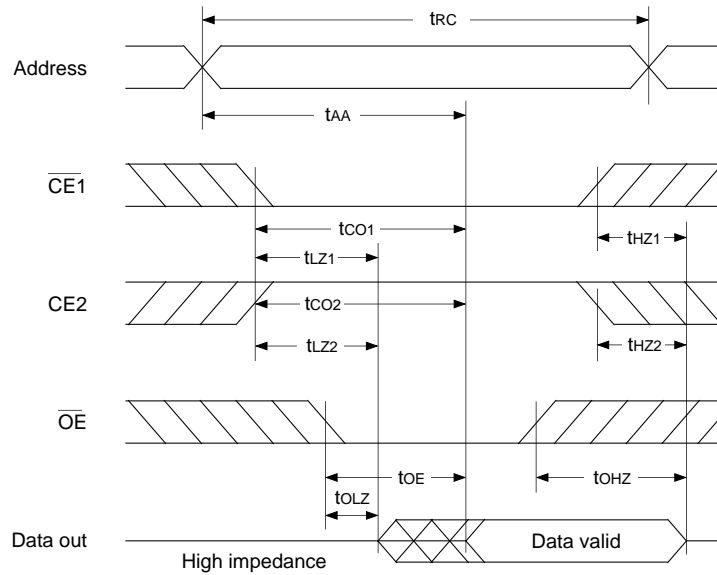 tRC
Address
tAA
CE1
tCO1
tHZ1
tLZ1
CE2
tCO2
tLZ2
tHZ2
OE
tOE
tOHZ
tOLZ
Data out
Data valid
High impedance